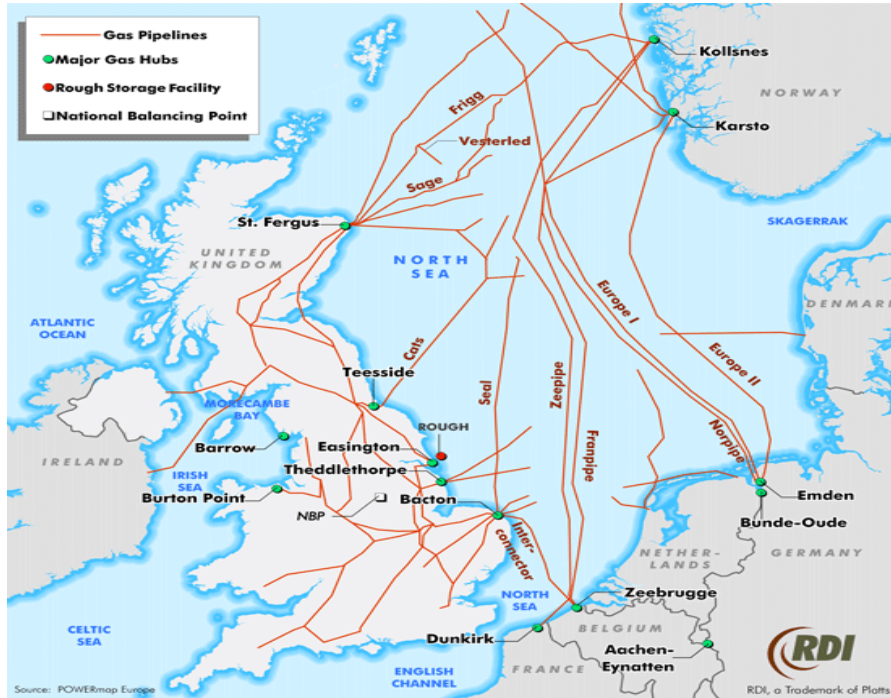 Gas Pipelines
Major Gas Hubs
Rough Storage Facility
National Balancing Point
Kollsnes
NORWAY
Karsto
Frigg
Vesterled
Sage
St. Fergus
SKAGERRAK
UNITED
KINGDOM
NORTH
SEA
DENMARK
ATLANTIC
OCEAN
Europe I
Europe II
Cats
Teesside
Seal
Zeepipe
Franpipe
Norpipe
MORECAMBE
BAY
Barrow
ROUGH
Easington
Theddlethorpe
IRELAND
IRISH
SEA
Burton Point
NBP
Bacton
Emden
Bunde-Oude
Inter-
connector
NETHER-
LANDS
GERMANY
NORTH
SEA
Zeebrugge
CELTIC
SEA
Dunkirk
BELGIUM
Aachen-
Eynatten
ENGLISH
CHANNEL
FRANCE
RDI
Source: POWERmap Europe
RDI, a Trademark of Platts